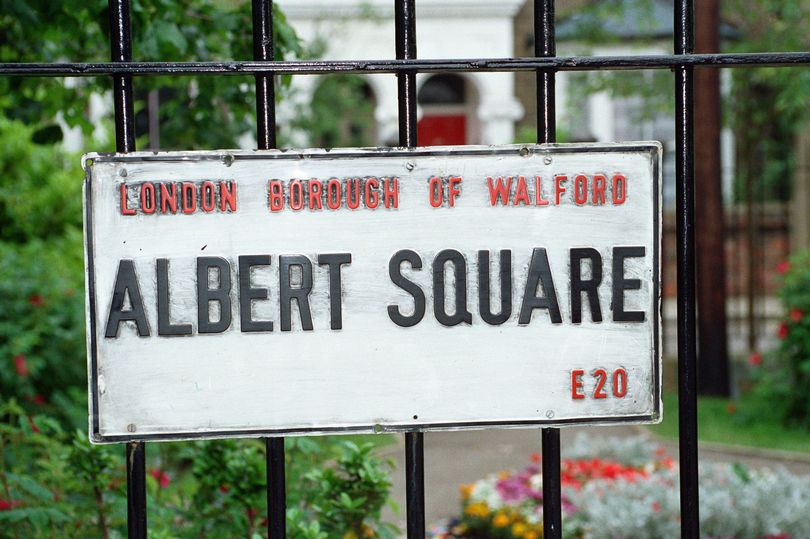 LONDON BOROUGH OF WALFORD
ALBERT SQUARE
E20